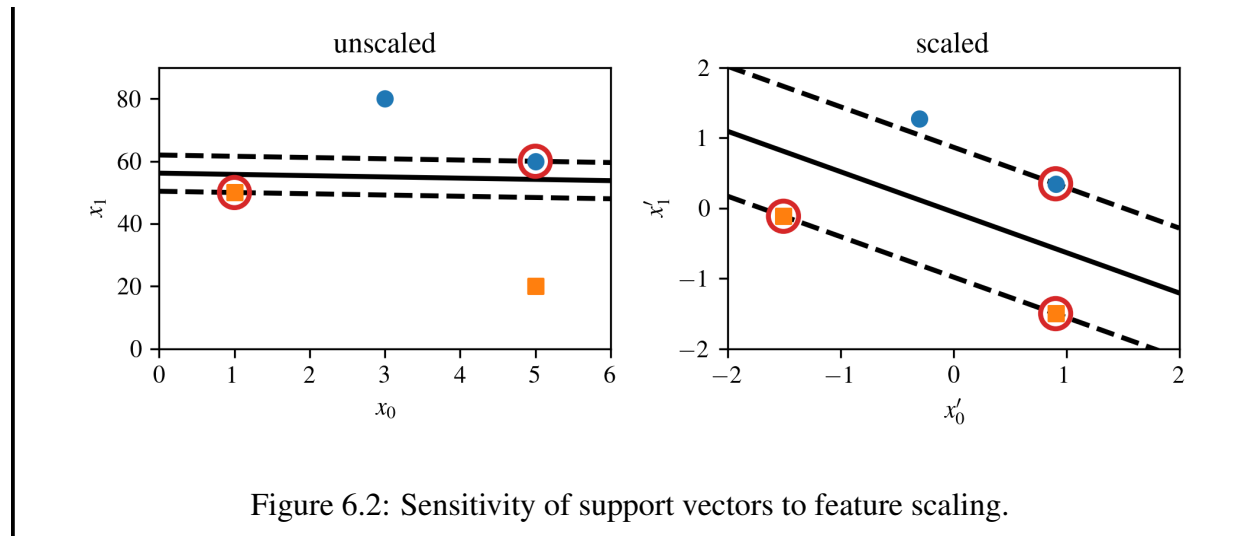 unscaled
80
60
40
20
0
x₁
0 1 2 3 4 5 6
x₀
scaled
2
1
0
−1
−2
x′₁
−2 −1 0 1 2
x′₀
Figure 6.2: Sensitivity of support vectors to feature scaling.